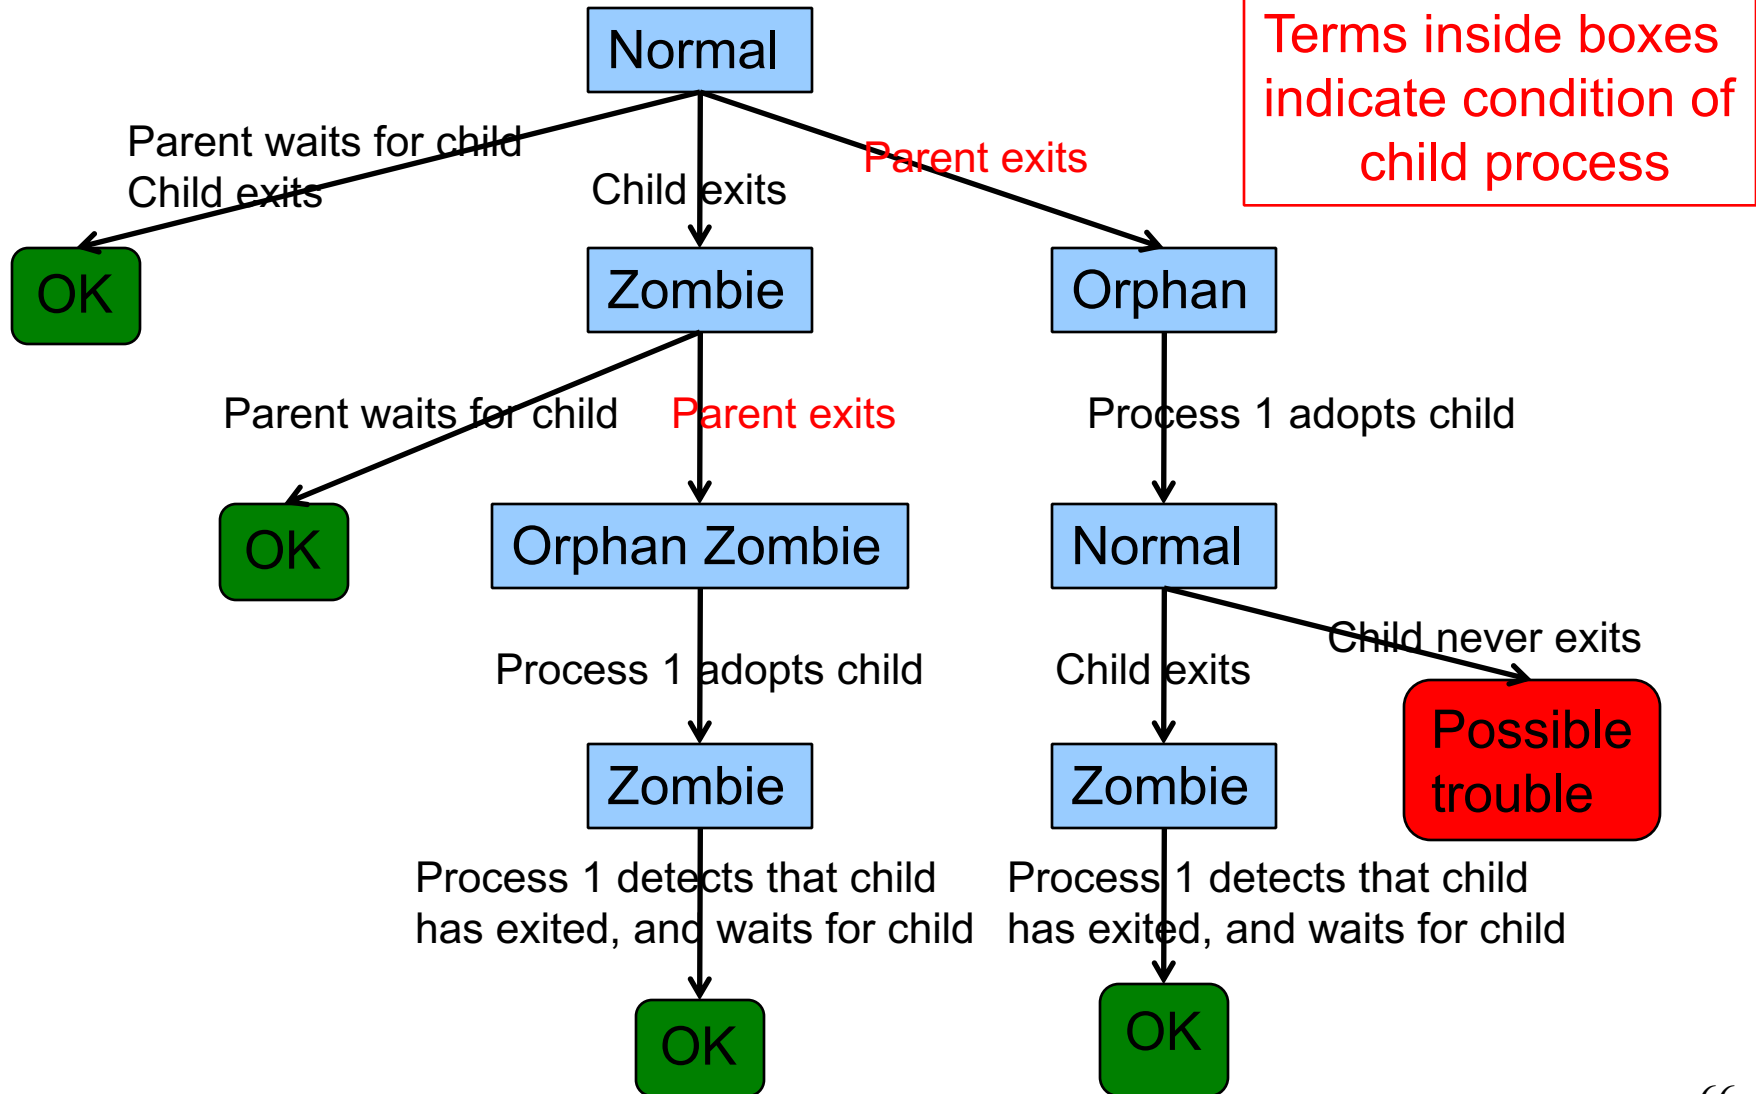 Normal
Terms inside boxes
indicate condition of
child process
Parent waits for child
Child exits
Child exits
Parent exits
OK
Zombie
Orphan
Parent waits for child
Parent exits
Process 1 adopts child
OK
Orphan Zombie
Normal
Process 1 adopts child
Child exits
Child never exits
Zombie
Zombie
Possible
trouble
Process 1 detects that child
has exited, and waits for child
Process 1 detects that child
has exited, and waits for child
OK
OK